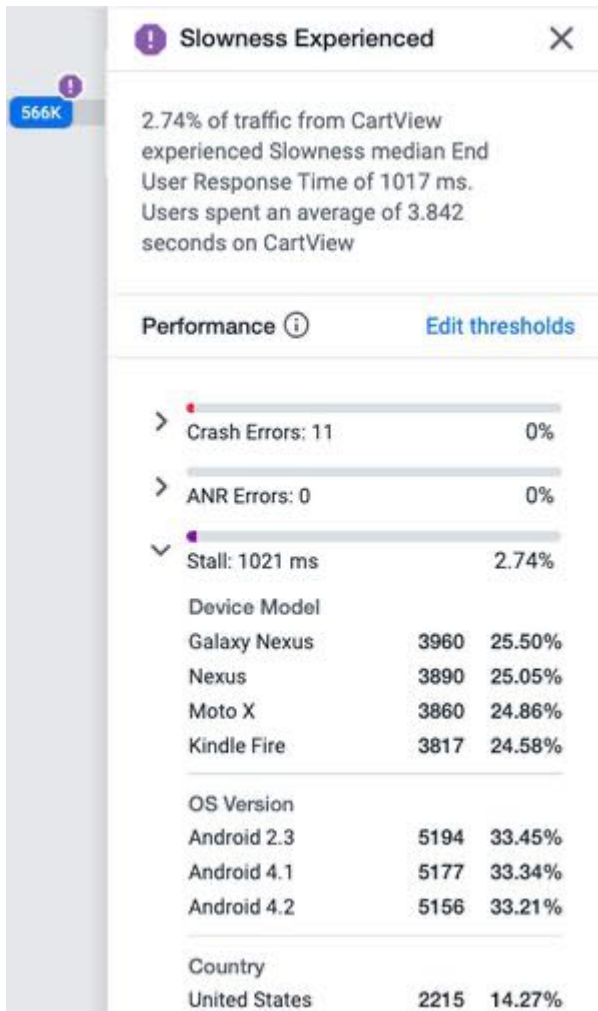 Slowness Experienced
566K
2.74% of traffic from CartView
experienced Slowness median End
User Response Time of 1017 ms.
Users spent an average of 3.842
seconds on CartView
Performance Edit thresholds
Crash Errors: 11 0%
ANR Errors: 0 0%
Stall: 1021 ms 2.74%
Device Model
Galaxy Nexus 3960 25.50%
Nexus 3890 25.05%
Moto X 3860 24.86%
Kindle Fire 3817 24.58%
OS Version
Android 2.3 5194 33.45%
Android 4.1 5177 33.34%
Android 4.2 5156 33.21%
Country
United States 2215 14.27%